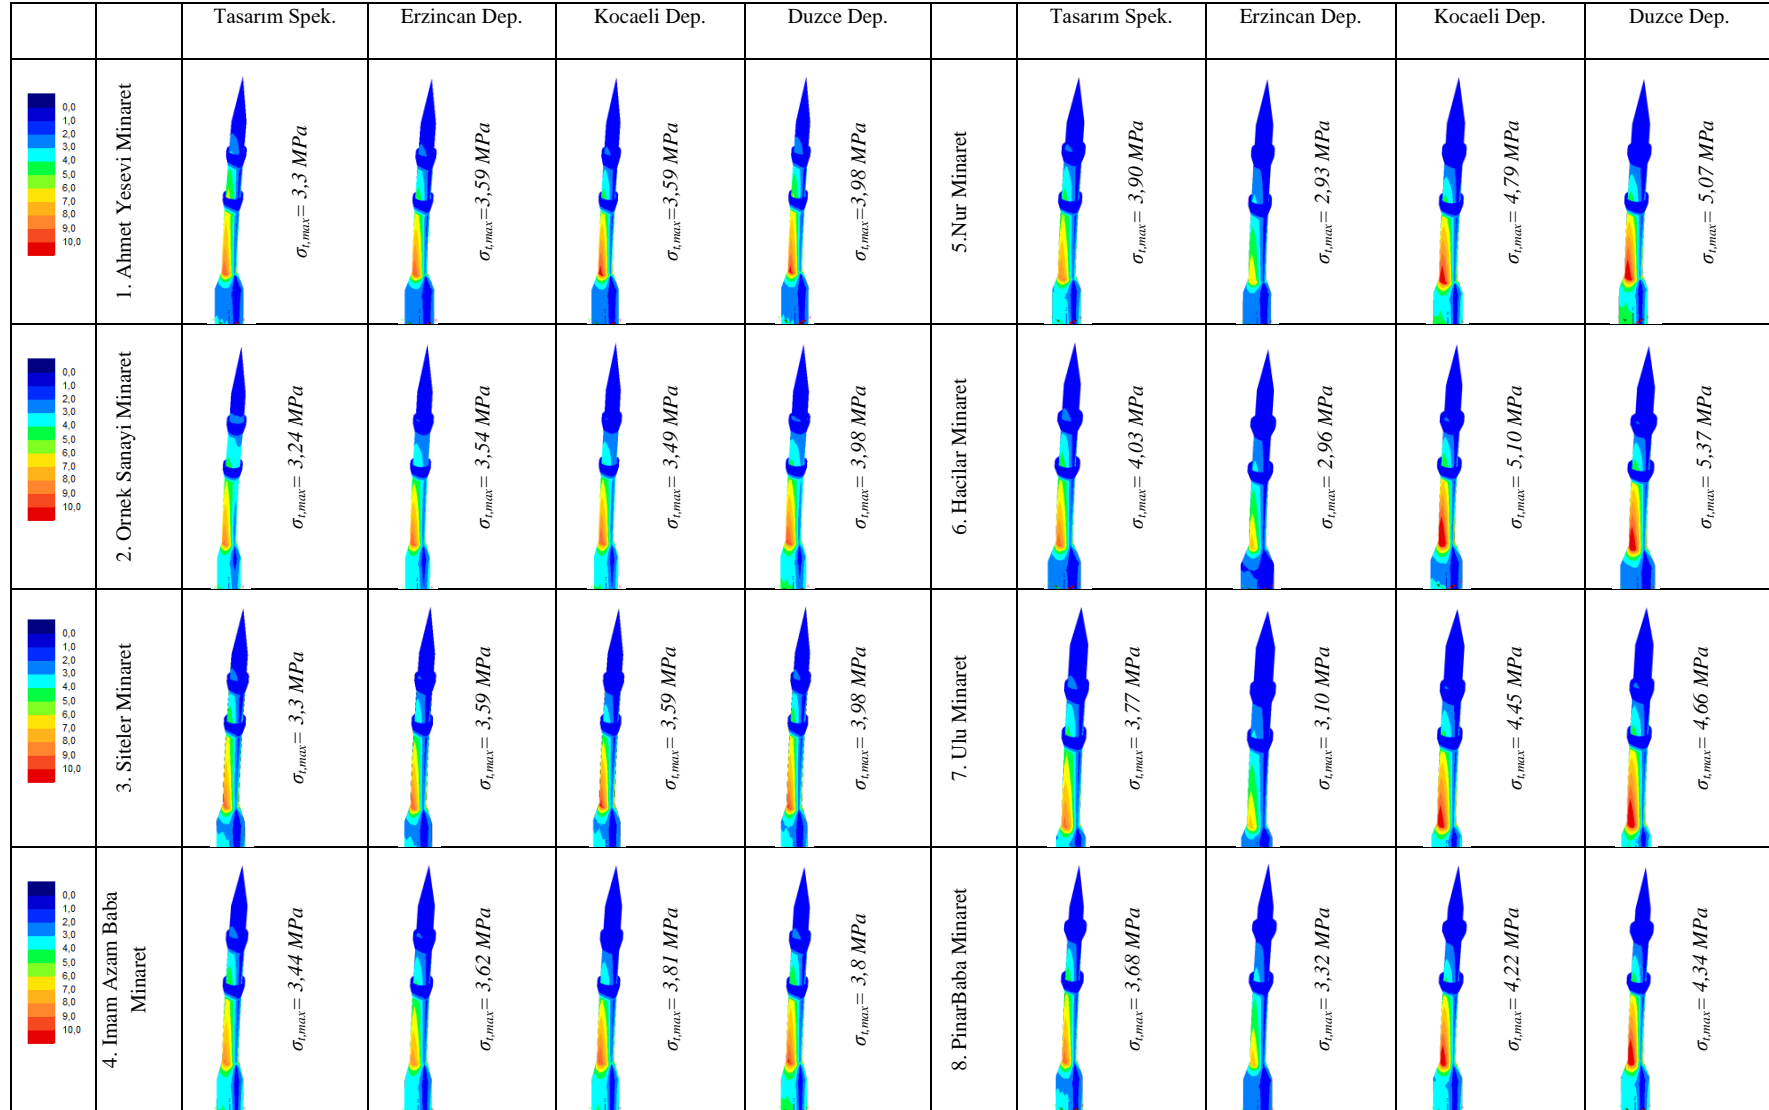 Tasarım Spek. Erzincan Dep. Kocaeli Dep. Duzce Dep. Tasarım Spek. Erzincan Dep. Kocaeli Dep. Duzce Dep.
0,0
1,0
2,0
3,0
4,0
5,0
6,0
7,0
8,0
9,0
10,0
1. Ahmet Yesevi Minaret
σt,max= 3,3 MPa
σt,max=3,59 MPa
σt,max=3,59 MPa
σt,max=3,98 MPa
5.Nur Minaret
σt,max= 3,90 MPa
σt,max= 2,93 MPa
σt,max= 4,79 MPa
σt,max= 5,07 MPa
0,0
1,0
2,0
3,0
4,0
5,0
6,0
7,0
8,0
9,0
10,0
2. Ornek Sanayi Minaret
σt,max= 3,24 MPa
σt,max= 3,54 MPa
σt,max= 3,49 MPa
σt,max= 3,98 MPa
6. Hacilar Minaret
σt,max= 4,03 MPa
σt,max= 2,96 MPa
σt,max= 5,10 MPa
σt,max= 5,37 MPa
0,0
1,0
2,0
3,0
4,0
5,0
6,0
7,0
8,0
9,0
10,0
3. Siteler Minaret
σt,max= 3,3 MPa
σt,max= 3,59 MPa
σt,max= 3,59 MPa
σt,max= 3,98 MPa
7. Ulu Minaret
σt,max= 3,77 MPa
σt,max= 3,10 MPa
σt,max= 4,45 MPa
σt,max= 4,66 MPa
0,0
1,0
2,0
3,0
4,0
5,0
6,0
7,0
8,0
9,0
10,0
4. Imam Azam Baba
Minaret
σt,max= 3,44 MPa
σt,max= 3,62 MPa
σt,max= 3,81 MPa
σt,max= 3,8 MPa
8. PinarBaba Minaret
σt,max= 3,68 MPa
σt,max= 3,32 MPa
σt,max= 4,22 MPa
σt,max= 4,34 MPa